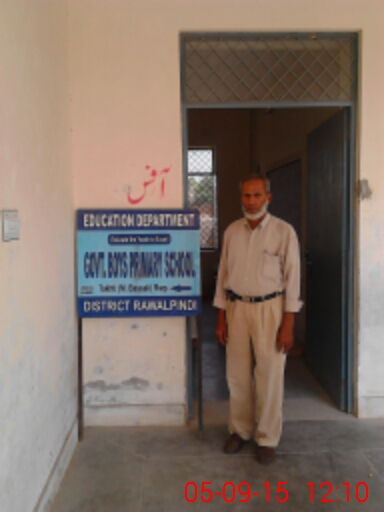 آفس
EDUCATION DEPARTMENT
GOVT. BOYS PRIMARY SCHOOL
DISTRICT RAWALPINDI
05-09-15 12:10